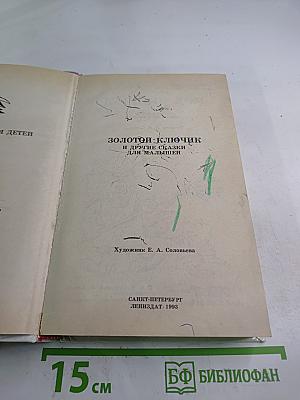 Я ДЕТЕЙ
ЗОЛОТОЙ КЛЮЧИК
И ДРУГИЕ СКАЗКИ
ДЛЯ МАЛЫШЕЙ
Художник Е. А. Соловьева
САНКТ-ПЕТЕРБУРГ
ЛЕНИЗДАТ · 1993
15 см
БФ БИБЛИОФАН